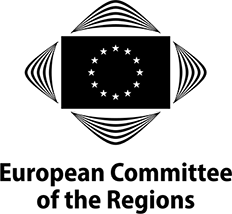 European Committee
of the Regions